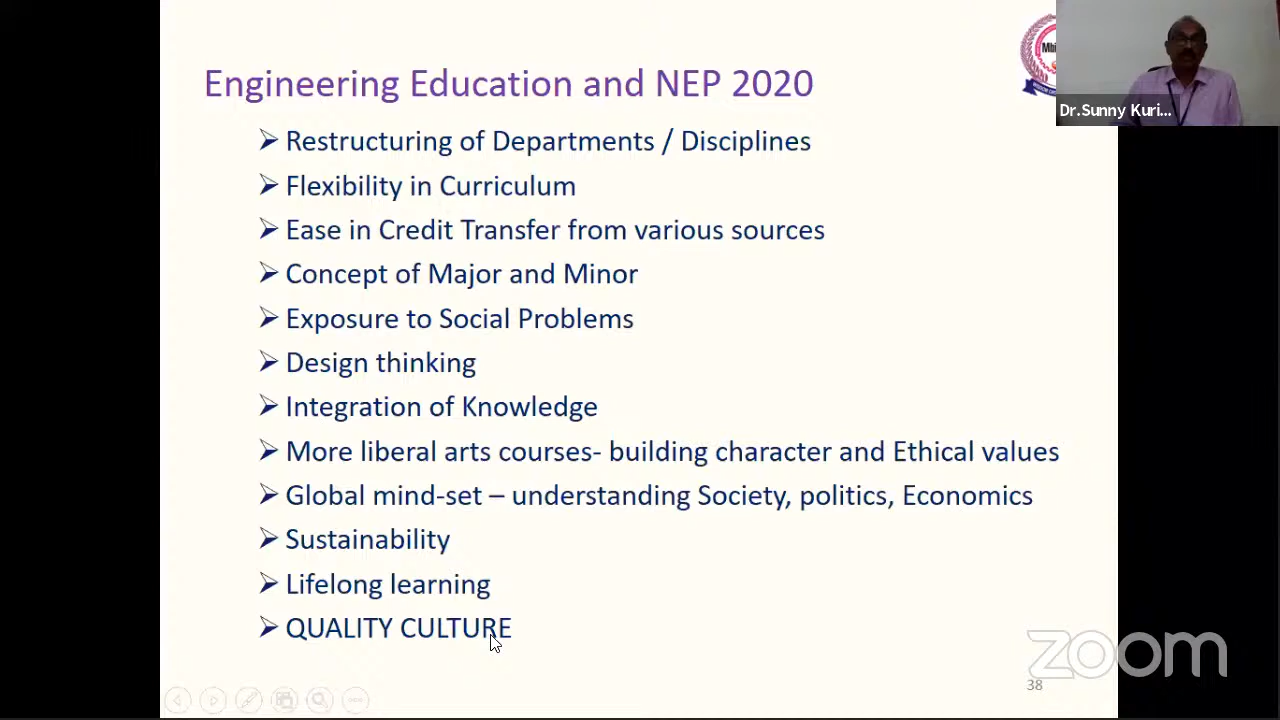 Engineering Education and NEP 2020
Restructuring of Departments / Disciplines
Flexibility in Curriculum
Ease in Credit Transfer from various sources
Concept of Major and Minor
Exposure to Social Problems
Design thinking
Integration of Knowledge
More liberal arts courses- building character and Ethical values
Global mind-set – understanding Society, politics, Economics
Sustainability
Lifelong learning
QUALITY CULTURE
Dr.Sunny Kuri...
zoom
38